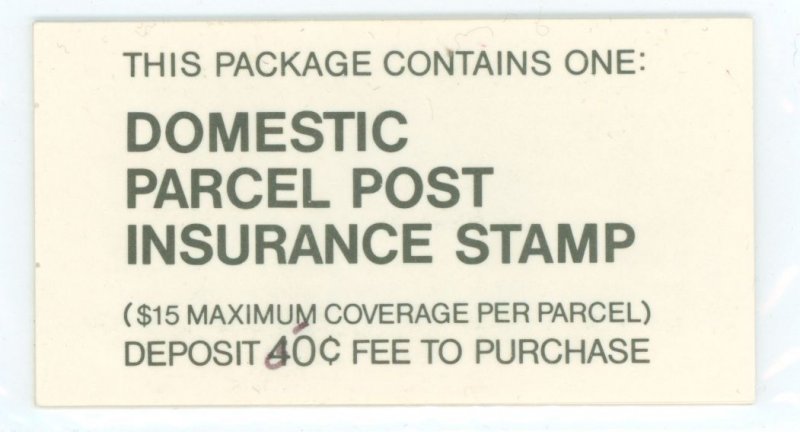 THIS PACKAGE CONTAINS ONE:
DOMESTIC
PARCEL POST
INSURANCE STAMP
($15 MAXIMUM COVERAGE PER PARCEL)
DEPOSIT 40¢ FEE TO PURCHASE